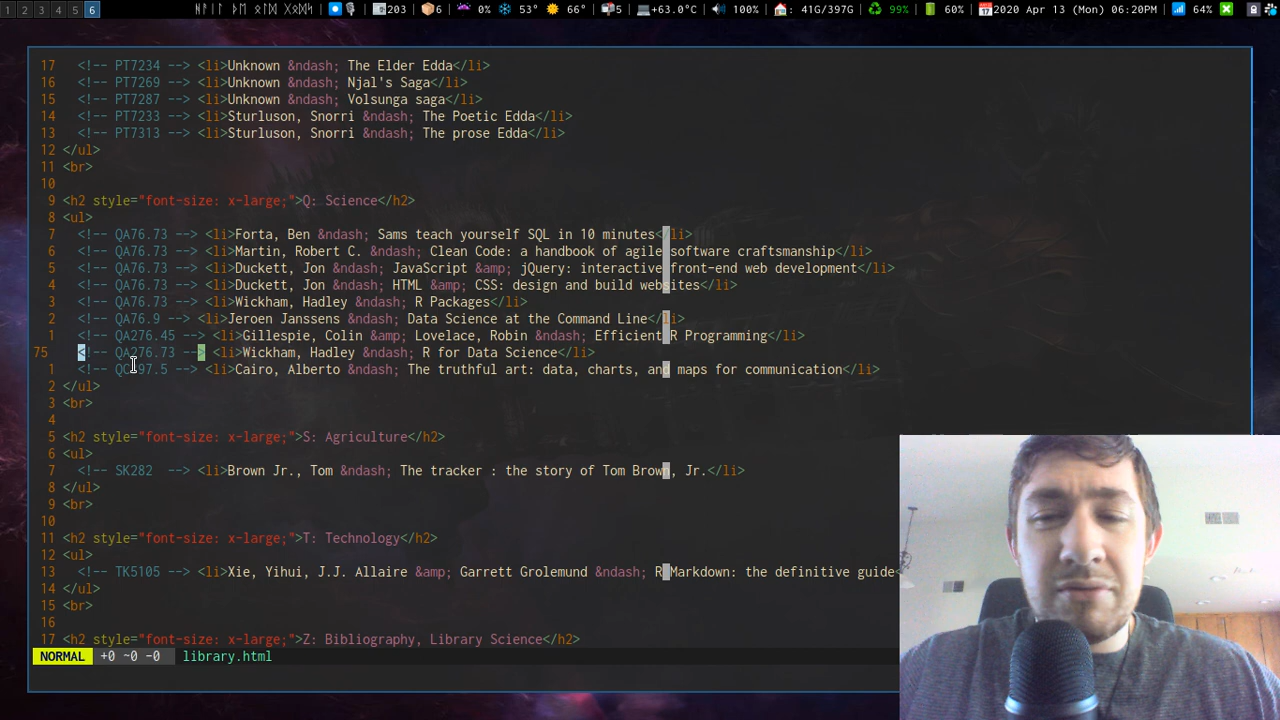 1 2 3 4 5 6 203 6 0% 53° 66° 5 +63.0°C 100% : 41G/397G 99% 60% 2020 Apr 13 (Mon) 06:20PM 64%
17 <!-- PT7234 --> <li>Unknown &ndash; The Elder Edda</li>
16 <!-- PT7269 --> <li>Unknown &ndash; Njal's Saga</li>
15 <!-- PT7287 --> <li>Unknown &ndash; Volsunga saga</li>
14 <!-- PT7233 --> <li>Sturluson, Snorri &ndash; The Poetic Edda</li>
13 <!-- PT7313 --> <li>Sturluson, Snorri &ndash; The prose Edda</li>
12 </ul>
11 <br>
10
9 <h2 style="font-size: x-large;">Q: Science</h2>
8 <ul>
7 <!-- QA76.73 --> <li>Forta, Ben &ndash; Sams teach yourself SQL in 10 minutes</li>
6 <!-- QA76.73 --> <li>Martin, Robert C. &ndash; Clean Code: a handbook of agile software craftsmanship</li>
5 <!-- QA76.73 --> <li>Duckett, Jon &ndash; JavaScript &amp; jQuery: interactive front-end web development</li>
4 <!-- QA76.73 --> <li>Duckett, Jon &ndash; HTML &amp; CSS: design and build websites</li>
3 <!-- QA76.73 --> <li>Wickham, Hadley &ndash; R Packages</li>
2 <!-- QA76.9 --> <li>Jeroen Janssens &ndash; Data Science at the Command Line</li>
1 <!-- QA276.45 --> <li>Gillespie, Colin &amp; Lovelace, Robin &ndash; Efficient R Programming</li>
75 <!-- QA276.73 --> <li>Wickham, Hadley &ndash; R for Data Science</li>
1 <!-- QC397.5 --> <li>Cairo, Alberto &ndash; The truthful art: data, charts, and maps for communication</li>
2 </ul>
3 <br>
4
5 <h2 style="font-size: x-large;">S: Agriculture</h2>
6 <ul>
7 <!-- SK282 --> <li>Brown Jr., Tom &ndash; The tracker : the story of Tom Brown, Jr.</li>
8 </ul>
9 <br>
10
11 <h2 style="font-size: x-large;">T: Technology</h2>
12 <ul>
13 <!-- TK5105 --> <li>Xie, Yihui, J.J. Allaire &amp; Garrett Grolemund &ndash; R Markdown: the definitive guide<
14 </ul>
15 <br>
16
17 <h2 style="font-size: x-large;">Z: Bibliography, Library Science</h2>
NORMAL +0 ~0 -0 library.html